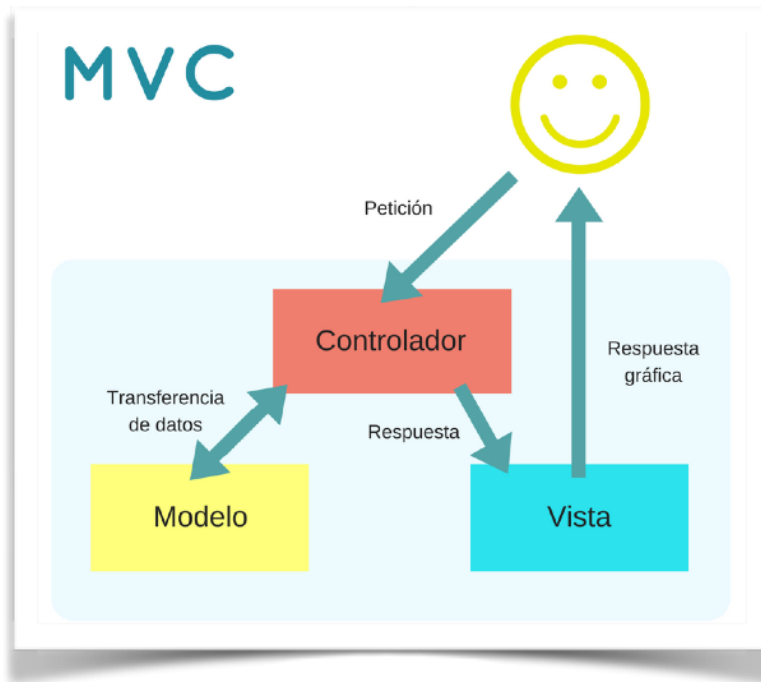 MVC
Petición
Controlador
Respuesta
gráfica
Transferencia
de datos
Respuesta
Modelo
Vista